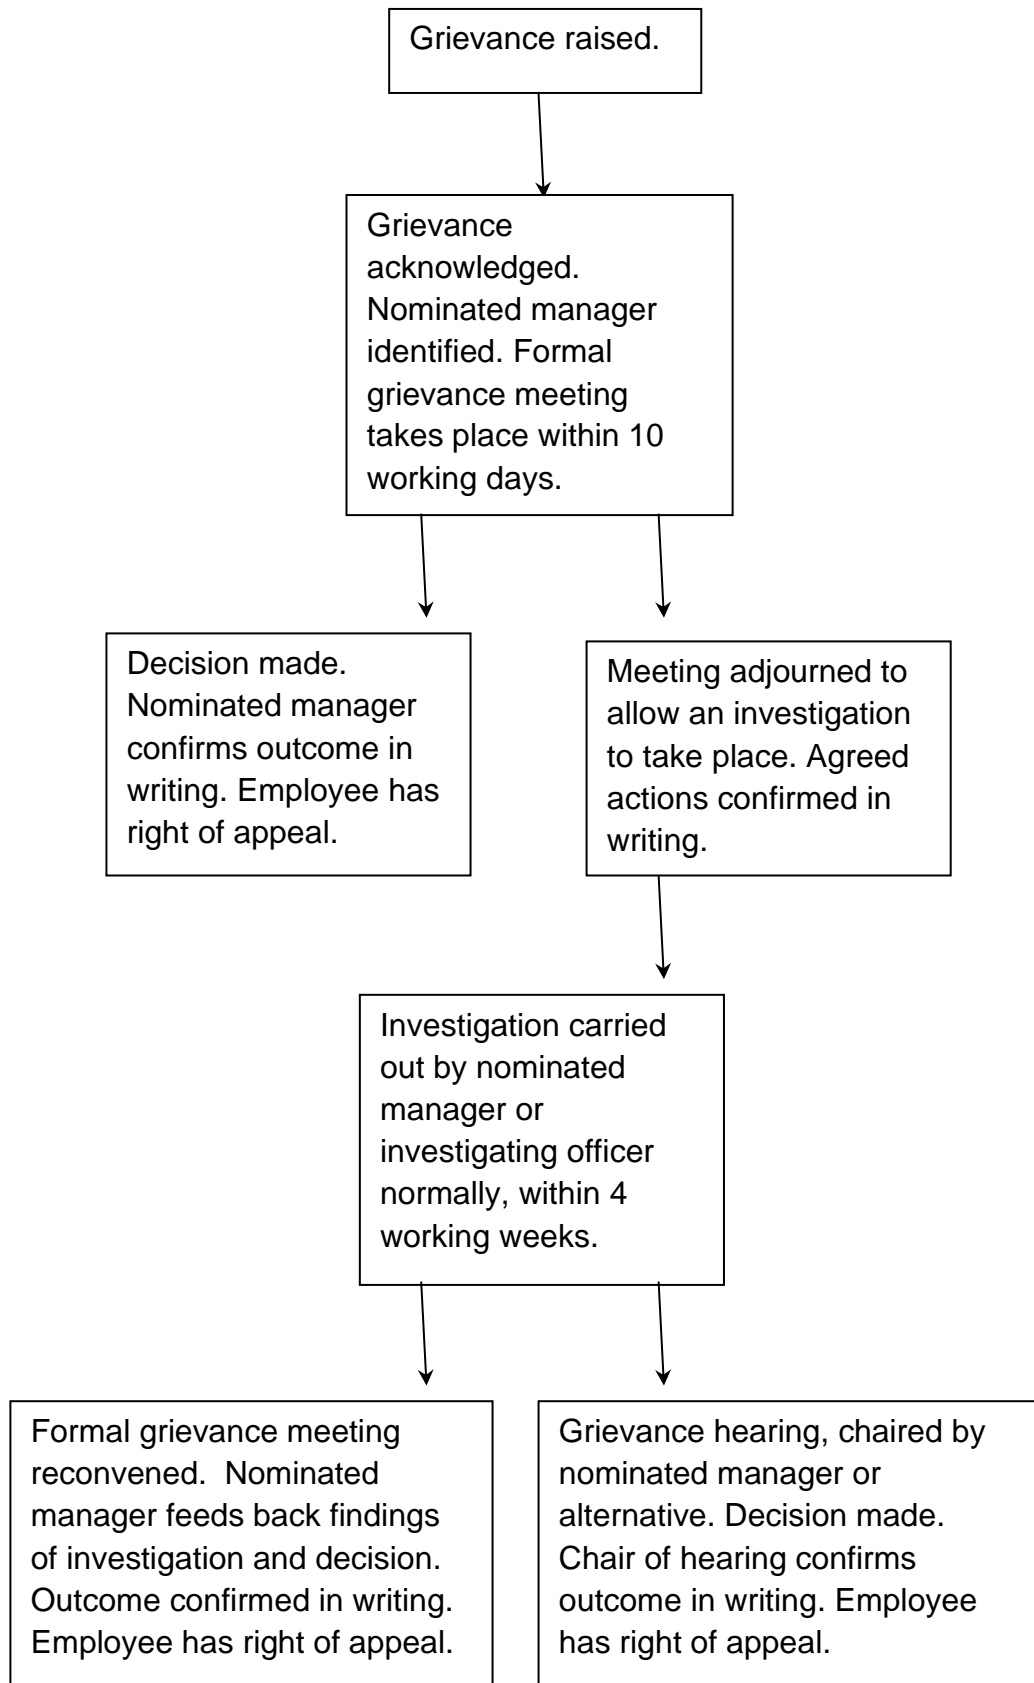 Grievance raised.
Grievance
acknowledged.
Nominated manager
identified. Formal
grievance meeting
takes place within 10
working days.
Decision made.
Nominated manager
confirms outcome in
writing. Employee has
right of appeal.
Meeting adjourned to
allow an investigation
to take place. Agreed
actions confirmed in
writing.
Investigation carried
out by nominated
manager or
investigating officer
normally, within 4
working weeks.
Formal grievance meeting
reconvened.  Nominated
manager feeds back findings
of investigation and decision.
Outcome confirmed in writing.
Employee has right of appeal.
Grievance hearing, chaired by
nominated manager or
alternative. Decision made.
Chair of hearing confirms
outcome in writing. Employee
has right of appeal.